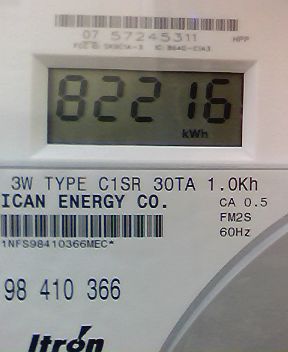 07 57245311 HPP
82216
kWh
3W TYPE C1SR 30TA 1.0Kh
ICAN ENERGY CO. CA 0.5
FM2S
60Hz
1NFS98410366MEC*
98 410 366
Itron